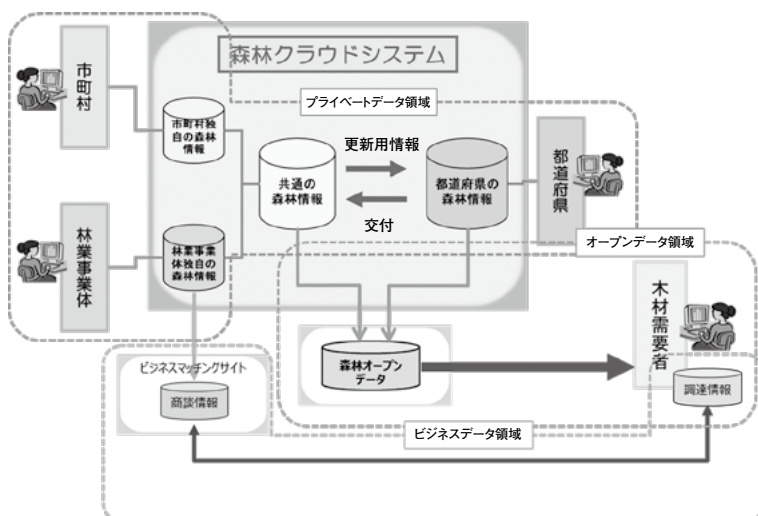 森林クラウドシステム
市町村
プライベートデータ領域
市町村独
自の森林
情報
更新用情報
共通の
森林情報
都道府県の
森林情報
都道府県
交付
林業事業体
林業事業
体独自の
森林情報
オープンデータ領域
木材需要者
ビジネスマッチングサイト
森林オープン
データ
商談情報
調達情報
ビジネスデータ領域